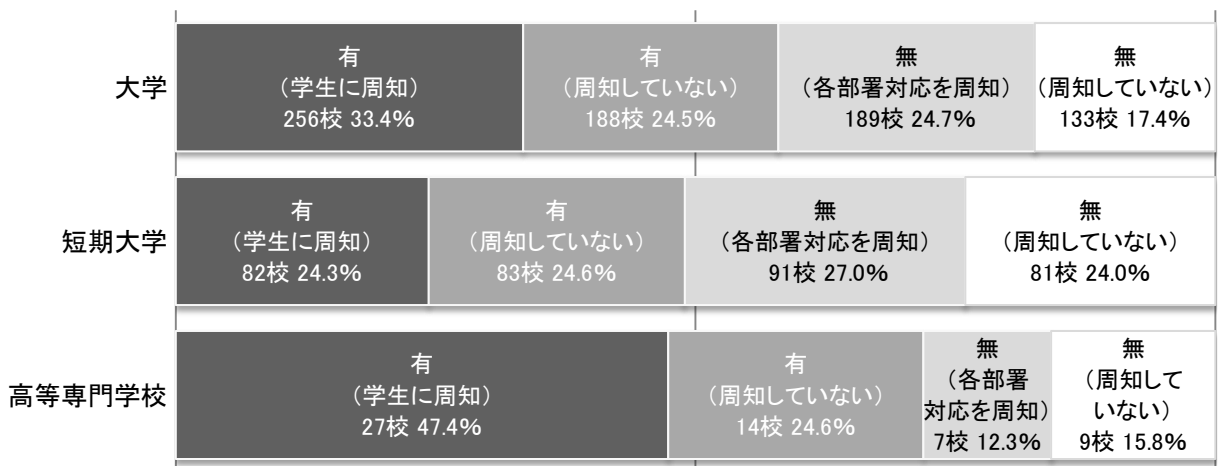 大学
有
(学生に周知)
256校 33.4%
有
(周知していない)
188校 24.5%
無
(各部署対応を周知)
189校 24.7%
無
(周知していない)
133校 17.4%
短期大学
有
(学生に周知)
82校 24.3%
有
(周知していない)
83校 24.6%
無
(各部署対応を周知)
91校 27.0%
無
(周知していない)
81校 24.0%
高等専門学校
有
(学生に周知)
27校 47.4%
有
(周知していない)
14校 24.6%
無
(各部署
対応を周知)
7校 12.3%
無
(周知して
いない)
9校 15.8%